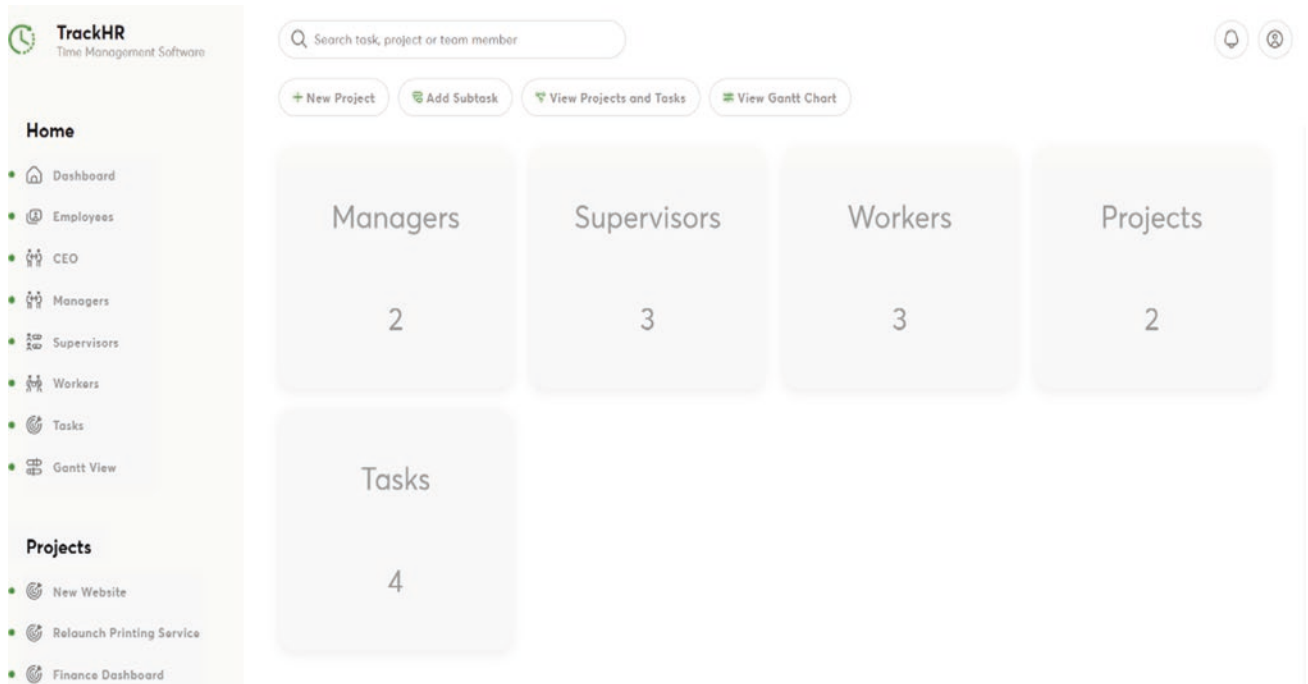 TrackHR
Time Management Software
Search task, project or team member
+ New Project
Add Subtask
View Projects and Tasks
View Gantt Chart
Home
Dashboard
Employees
CEO
Managers
Supervisors
Workers
Tasks
Gantt View
Projects
New Website
Relaunch Printing Service
Finance Dashboard
Managers
2
Supervisors
3
Workers
3
Projects
2
Tasks
4